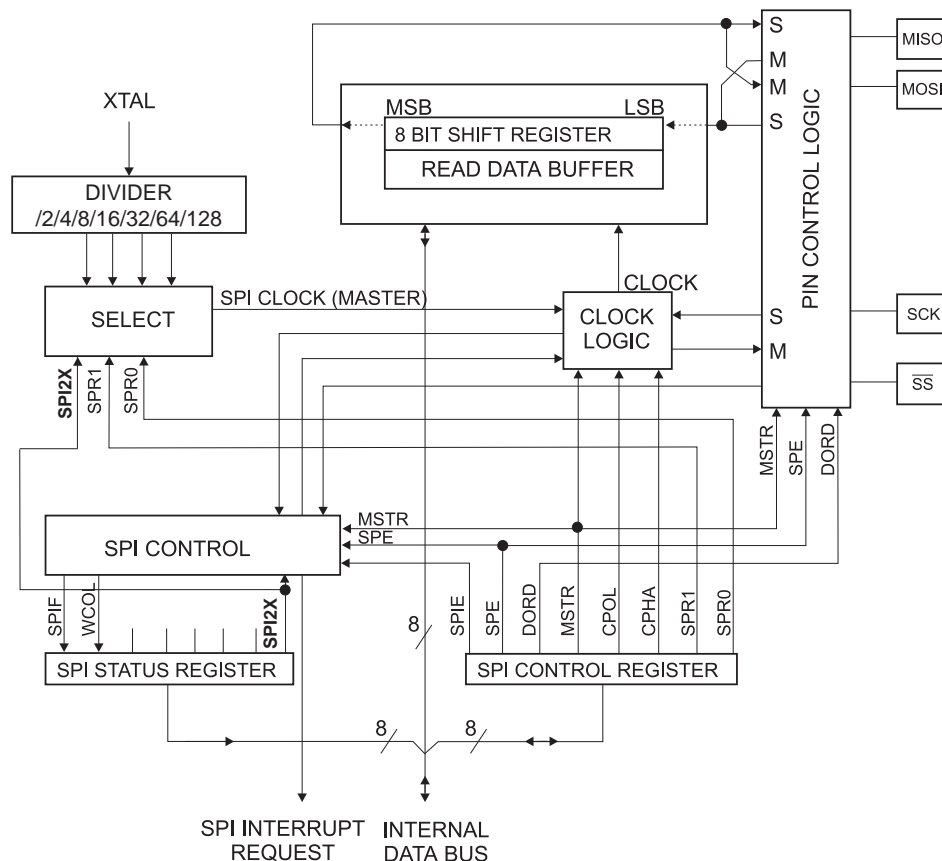 S
MISO
M
XTAL
MSB
LSB
M
MOSI
8 BIT SHIFT REGISTER
S
READ DATA BUFFER
DIVIDER
/2/4/8/16/32/64/128
PIN CONTROL LOGIC
SPI CLOCK (MASTER)
CLOCK
SELECT
CLOCK
LOGIC
S
SCK
M
SPI2X
SPR1
SPR0
SS
MSTR
SPE
DORD
MSTR
SPE
SPI CONTROL
SPIF
WCOL
SPI2X
8
SPIE
SPE
DORD
MSTR
CPOL
CPHA
SPR1
SPR0
SPI STATUS REGISTER
SPI CONTROL REGISTER
8
8
SPI INTERRUPT
REQUEST
INTERNAL
DATA BUS